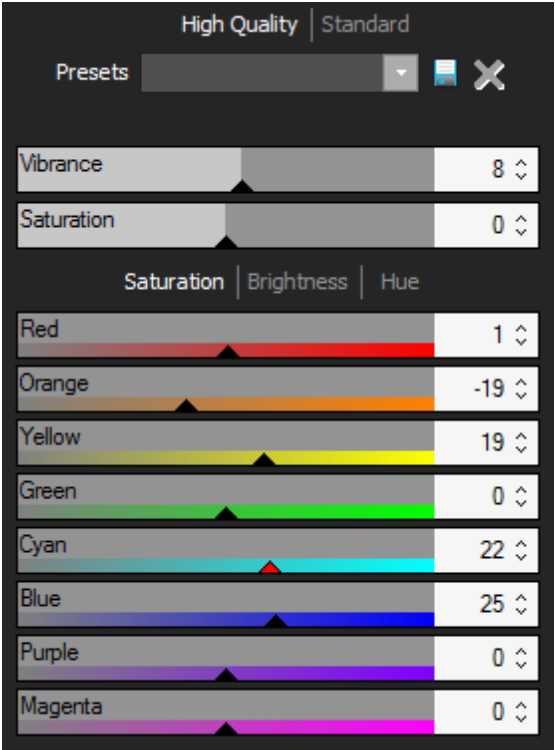 High Quality | Standard
Presets
Vibrance 8
Saturation 0
Saturation | Brightness | Hue
Red 1
Orange -19
Yellow 19
Green 0
Cyan 22
Blue 25
Purple 0
Magenta 0